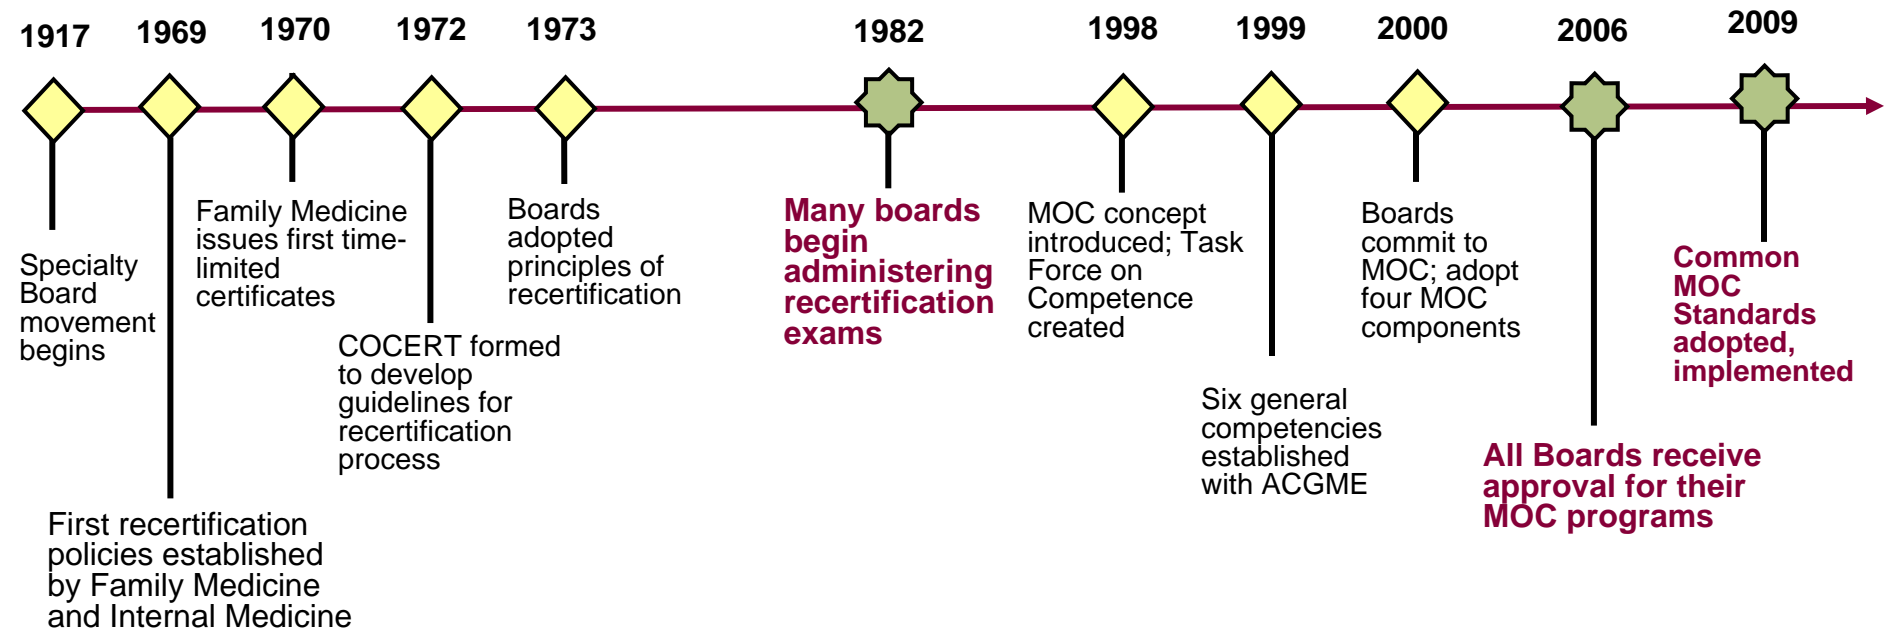 1917
1969
1970
1972
1973
1982
1998
1999
2000
2006
2009
Specialty
Board
movement
begins
First recertification
policies established
by Family Medicine
and Internal Medicine
Family Medicine
issues first time-
limited
certificates
COCERT formed
to develop
guidelines for
recertification
process
Boards
adopted
principles of
recertification
Many boards
begin
administering
recertification
exams
MOC concept
introduced; Task
Force on
Competence
created
Six general
competencies
established
with ACGME
Boards
commit to
MOC; adopt
four MOC
components
All Boards receive
approval for their
MOC programs
Common
MOC
Standards
adopted,
implemented